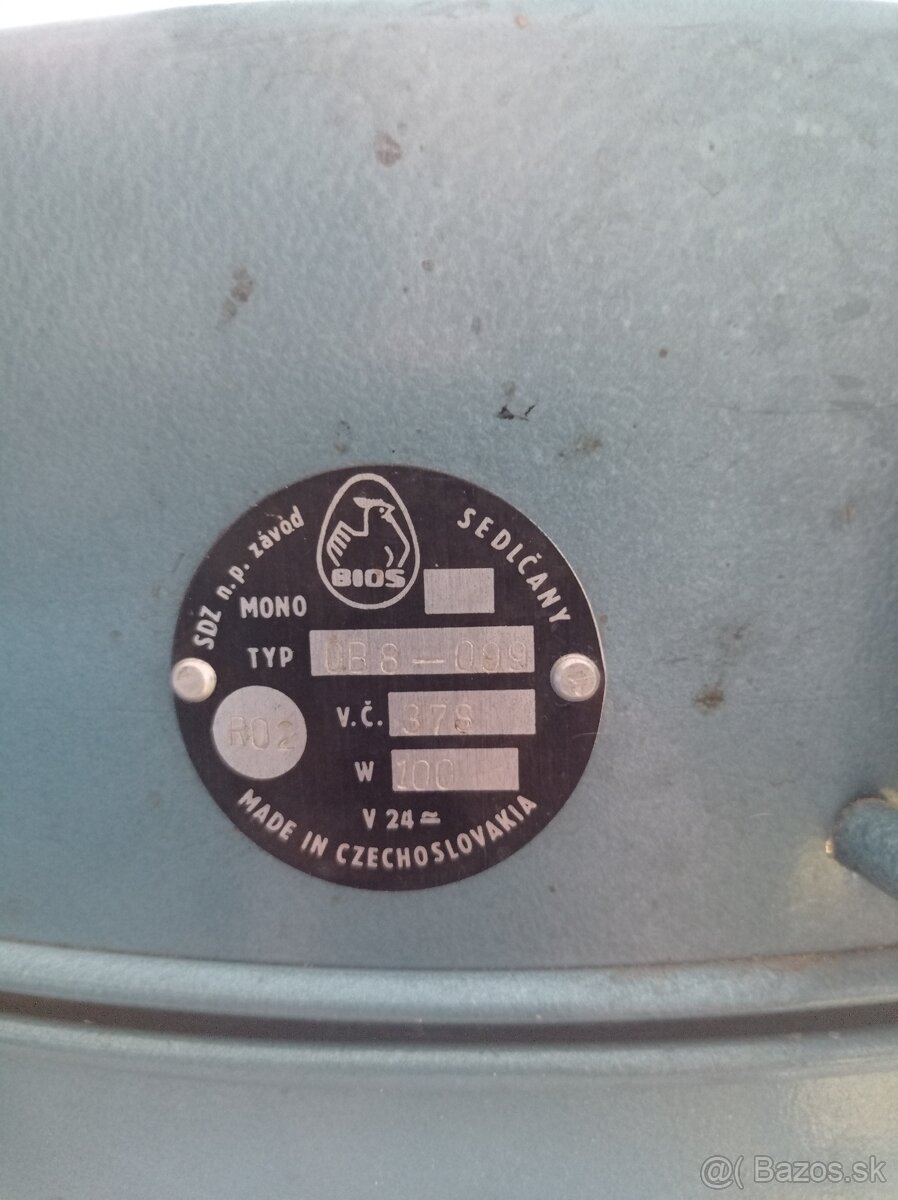 SDZ n.p. závod SEDLČANY
BIOS
MONO
TYP OB8-099
R02
V.Č. 378
W 100
V 24 ≃
MADE IN CZECHOSLOVAKIA
@( Bazos.sk